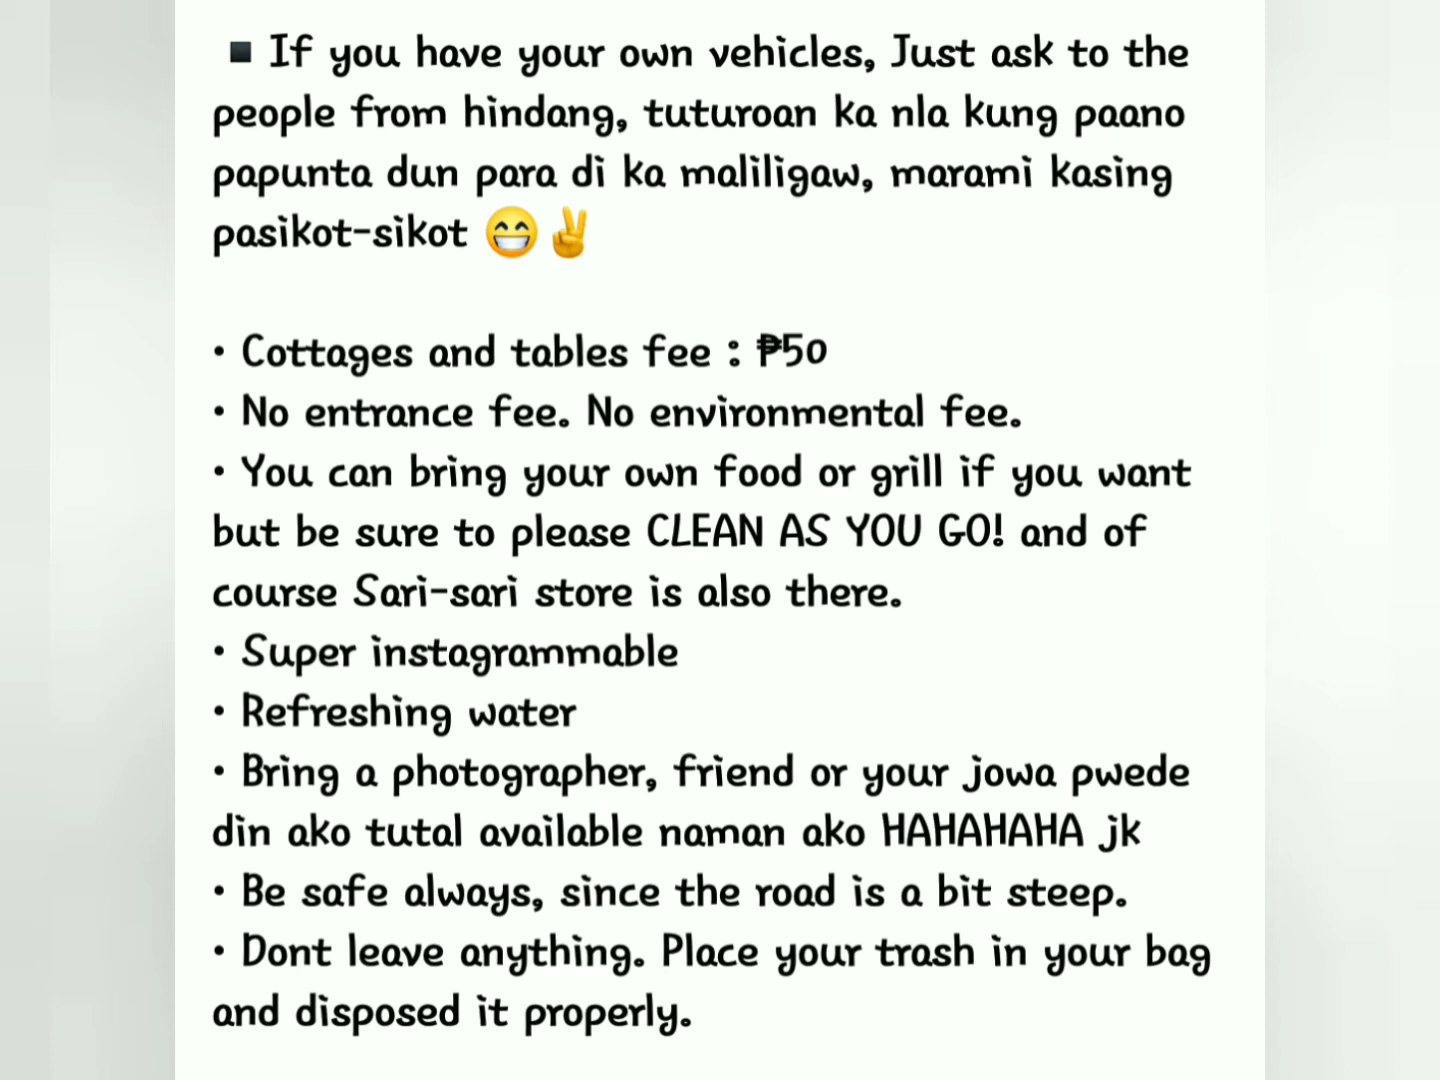 ▪️If you have your own vehicles, Just ask to the
people from hindang, tuturoan ka nla kung paano
papunta dun para di ka maliligaw, marami kasing
pasikot-sikot 😁✌️
• Cottages and tables fee : ₱50
• No entrance fee. No environmental fee.
• You can bring your own food or grill if you want
but be sure to please CLEAN AS YOU GO! and of
course Sari-sari store is also there.
• Super instagrammable
• Refreshing water
• Bring a photographer, friend or your jowa pwede
din ako tutal available naman ako HAHAHAHA jk
• Be safe always, since the road is a bit steep.
• Dont leave anything. Place your trash in your bag
and disposed it properly.